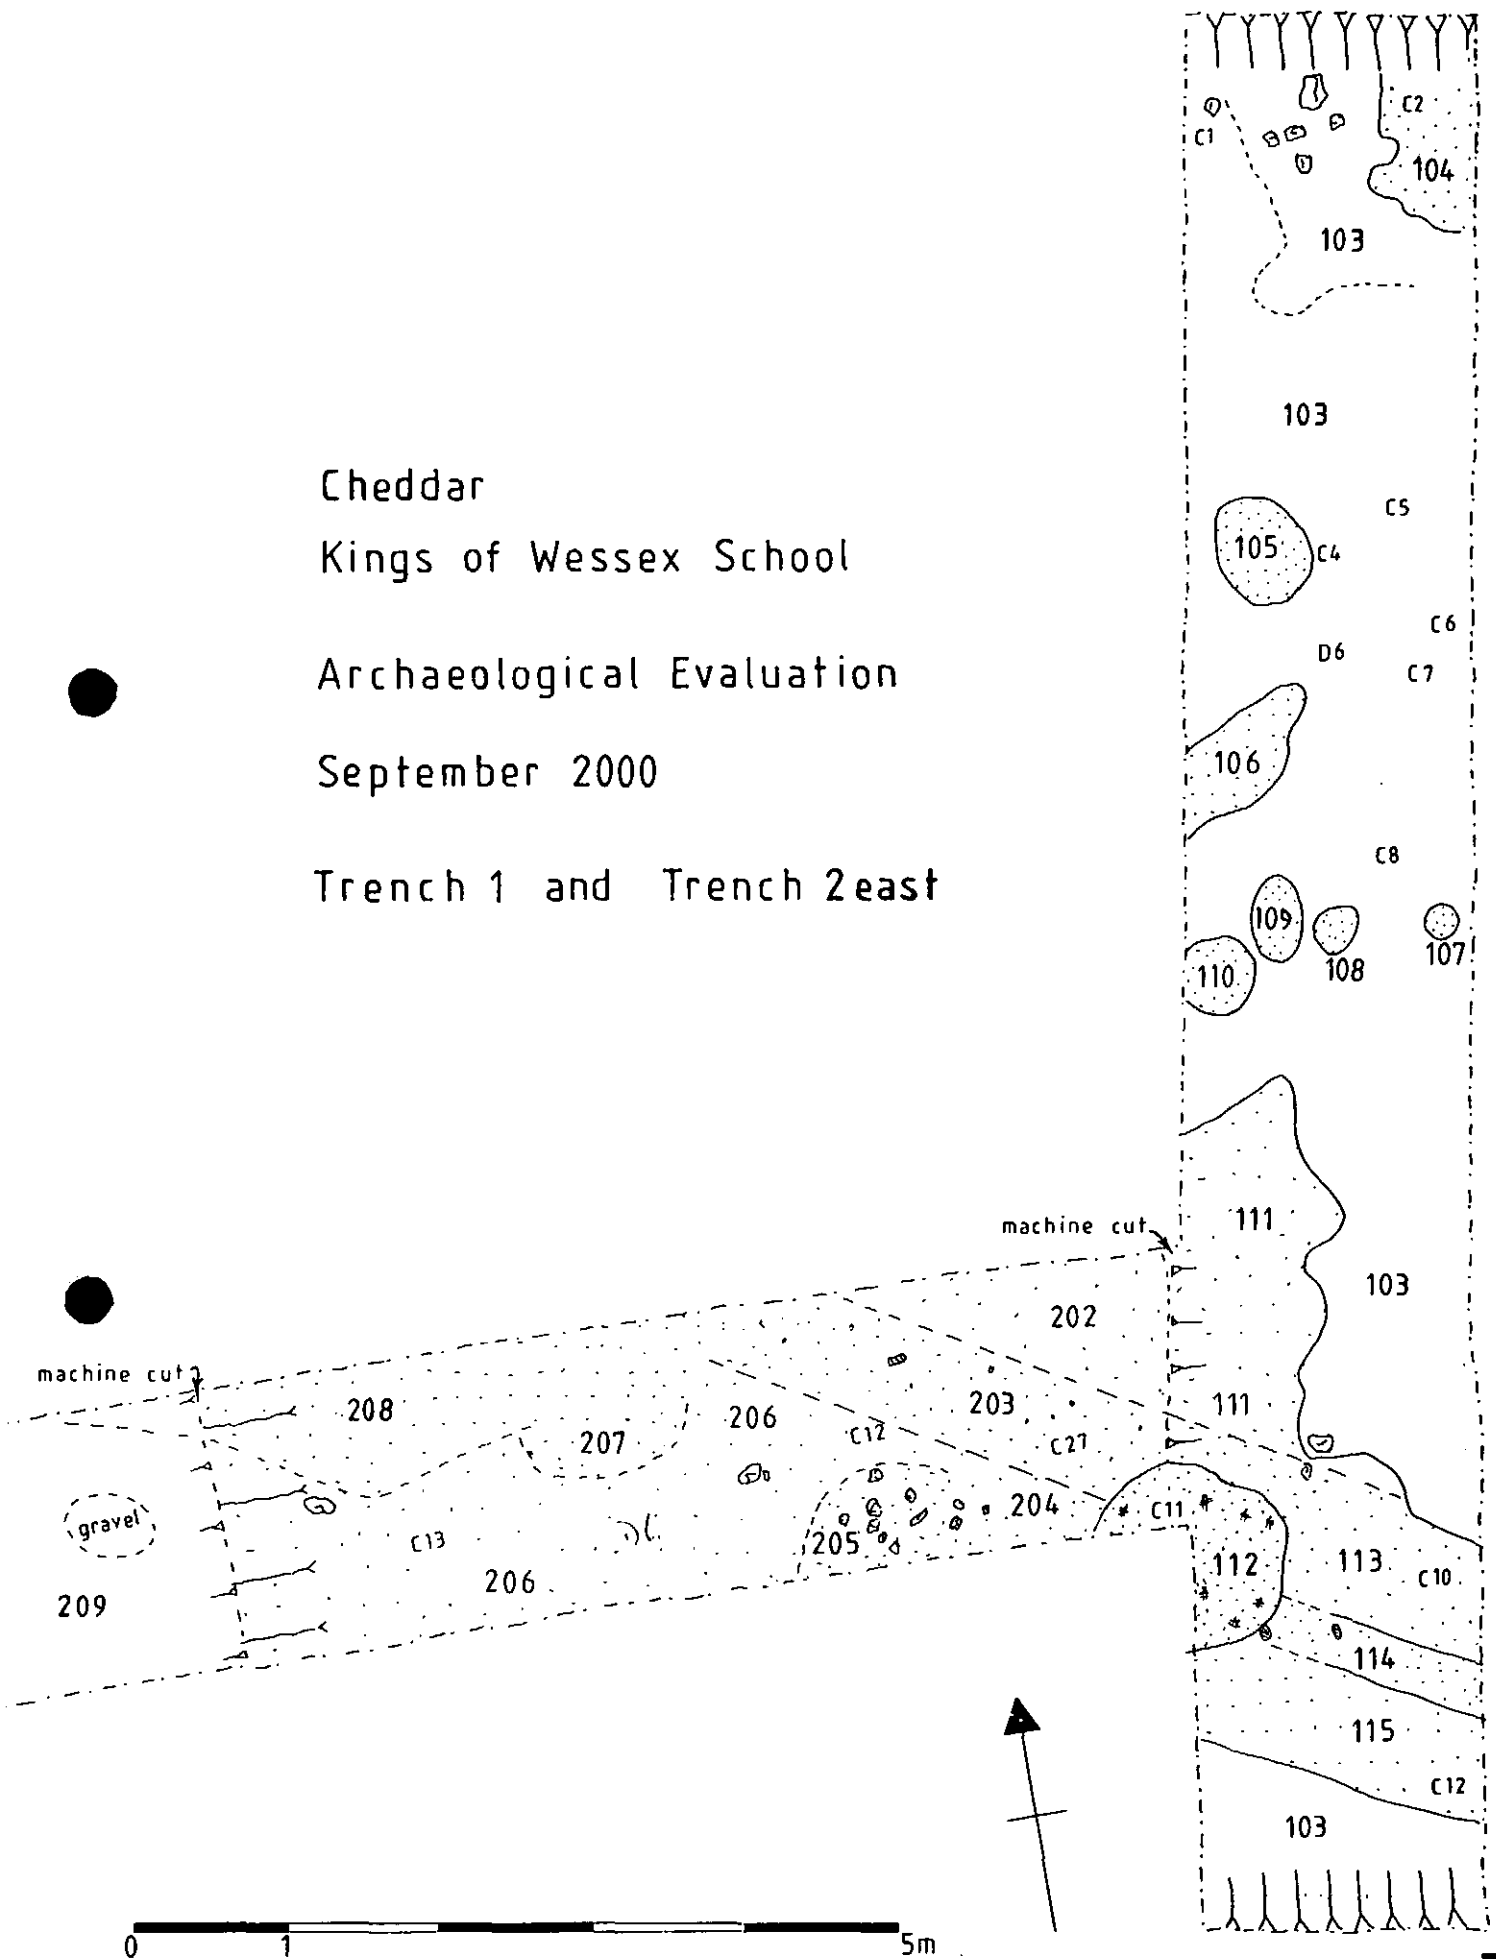 Cheddar
Kings of Wessex School
Archaeological Evaluation
September 2000
Trench 1 and Trench 2 east
C1
C2
104
103
103
C5
105
C4
C6
D6
C7
106
C8
109
108
107
110
111
machine cut
103
202
machine cut
208
203
111
206
207
C12
C27
204
C11
gravel
C13
205
112
113
C10
206
209
114
115
C12
103
0 1 5m